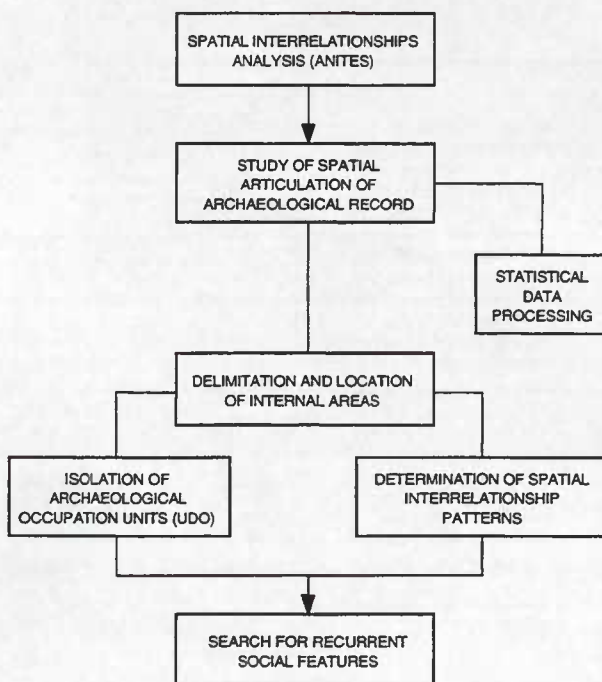 SPATIAL INTERRELATIONSHIPS
ANALYSIS (ANITES)
STUDY OF SPATIAL
ARTICULATION OF
ARCHAEOLOGICAL RECORD
STATISTICAL
DATA
PROCESSING
DELIMITATION AND LOCATION
OF INTERNAL AREAS
ISOLATION OF
ARCHAEOLOGICAL
OCCUPATION UNITS (UDO)
DETERMINATION OF SPATIAL
INTERRELATIONSHIP
PATTERNS
SEARCH FOR RECURRENT
SOCIAL FEATURES